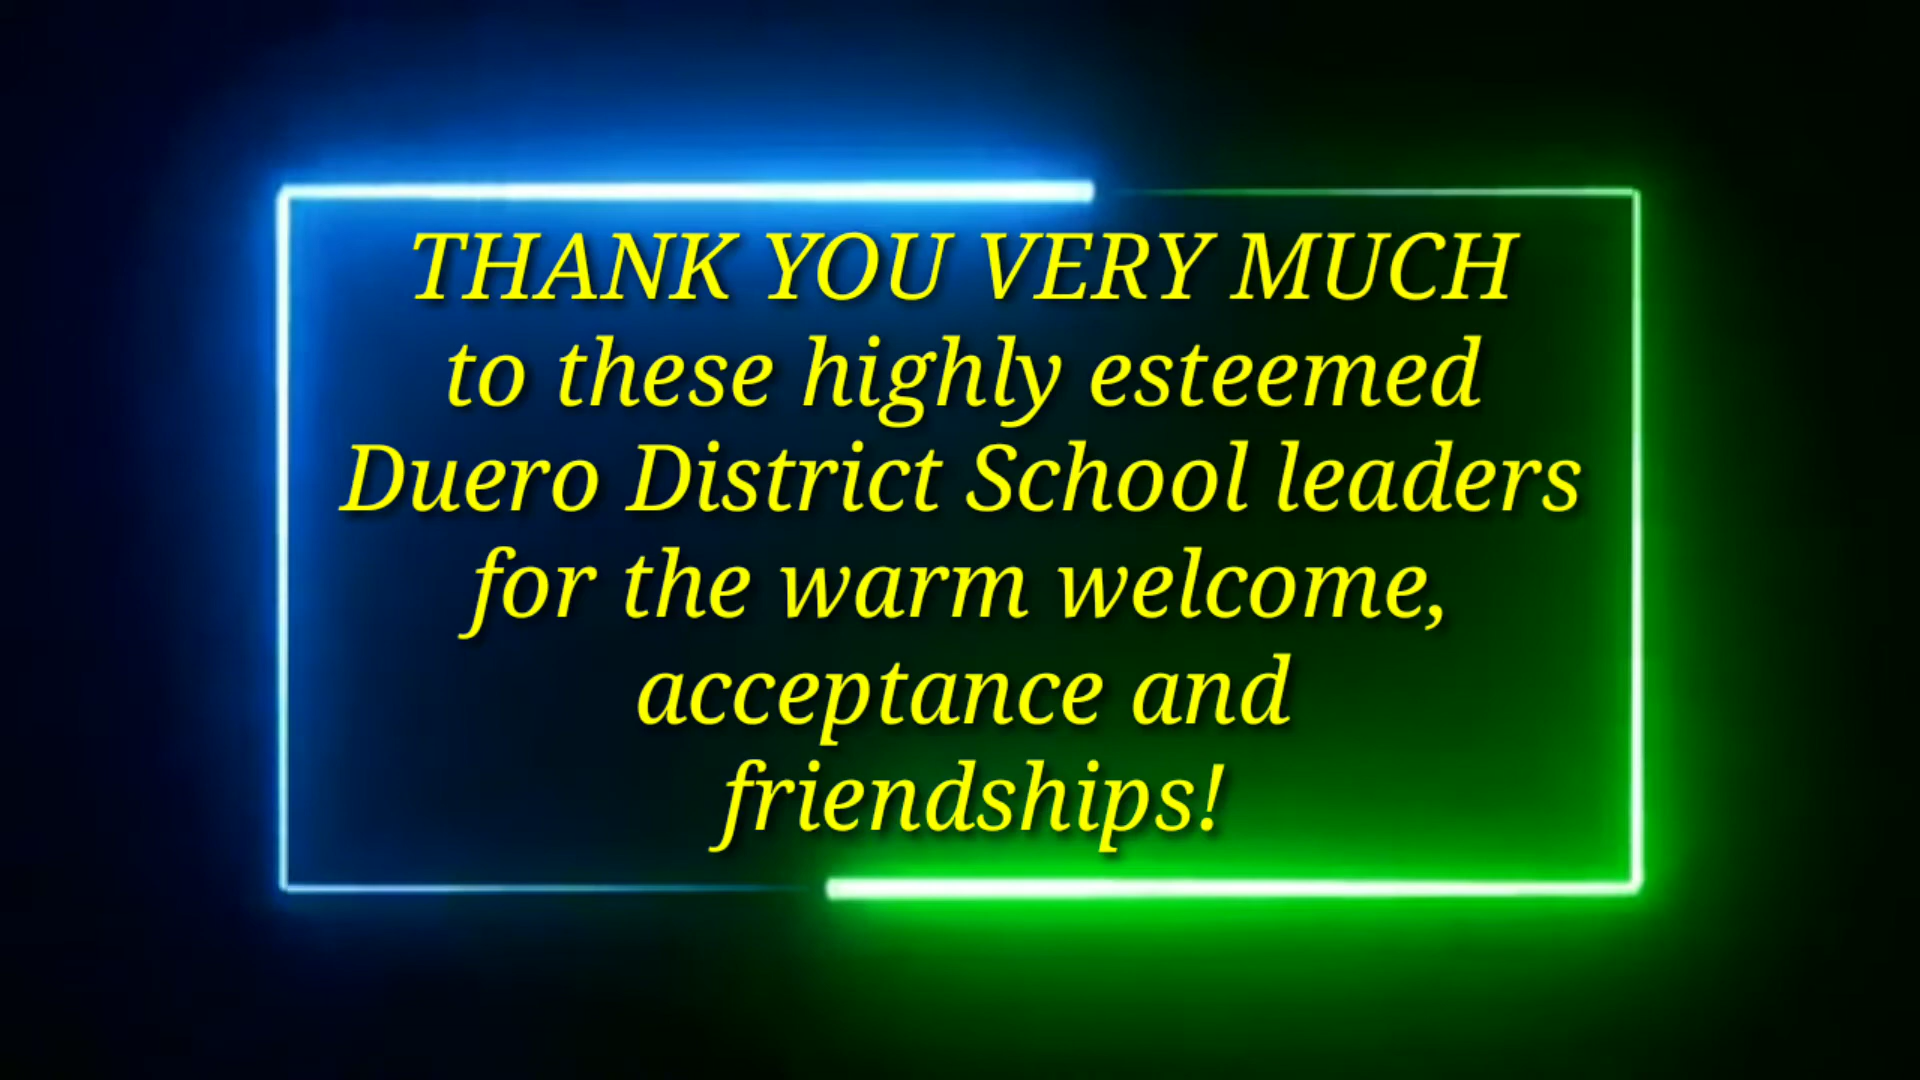 THANK YOU VERY MUCH
to these highly esteemed
Duero District School leaders
for the warm welcome,
acceptance and
friendships!